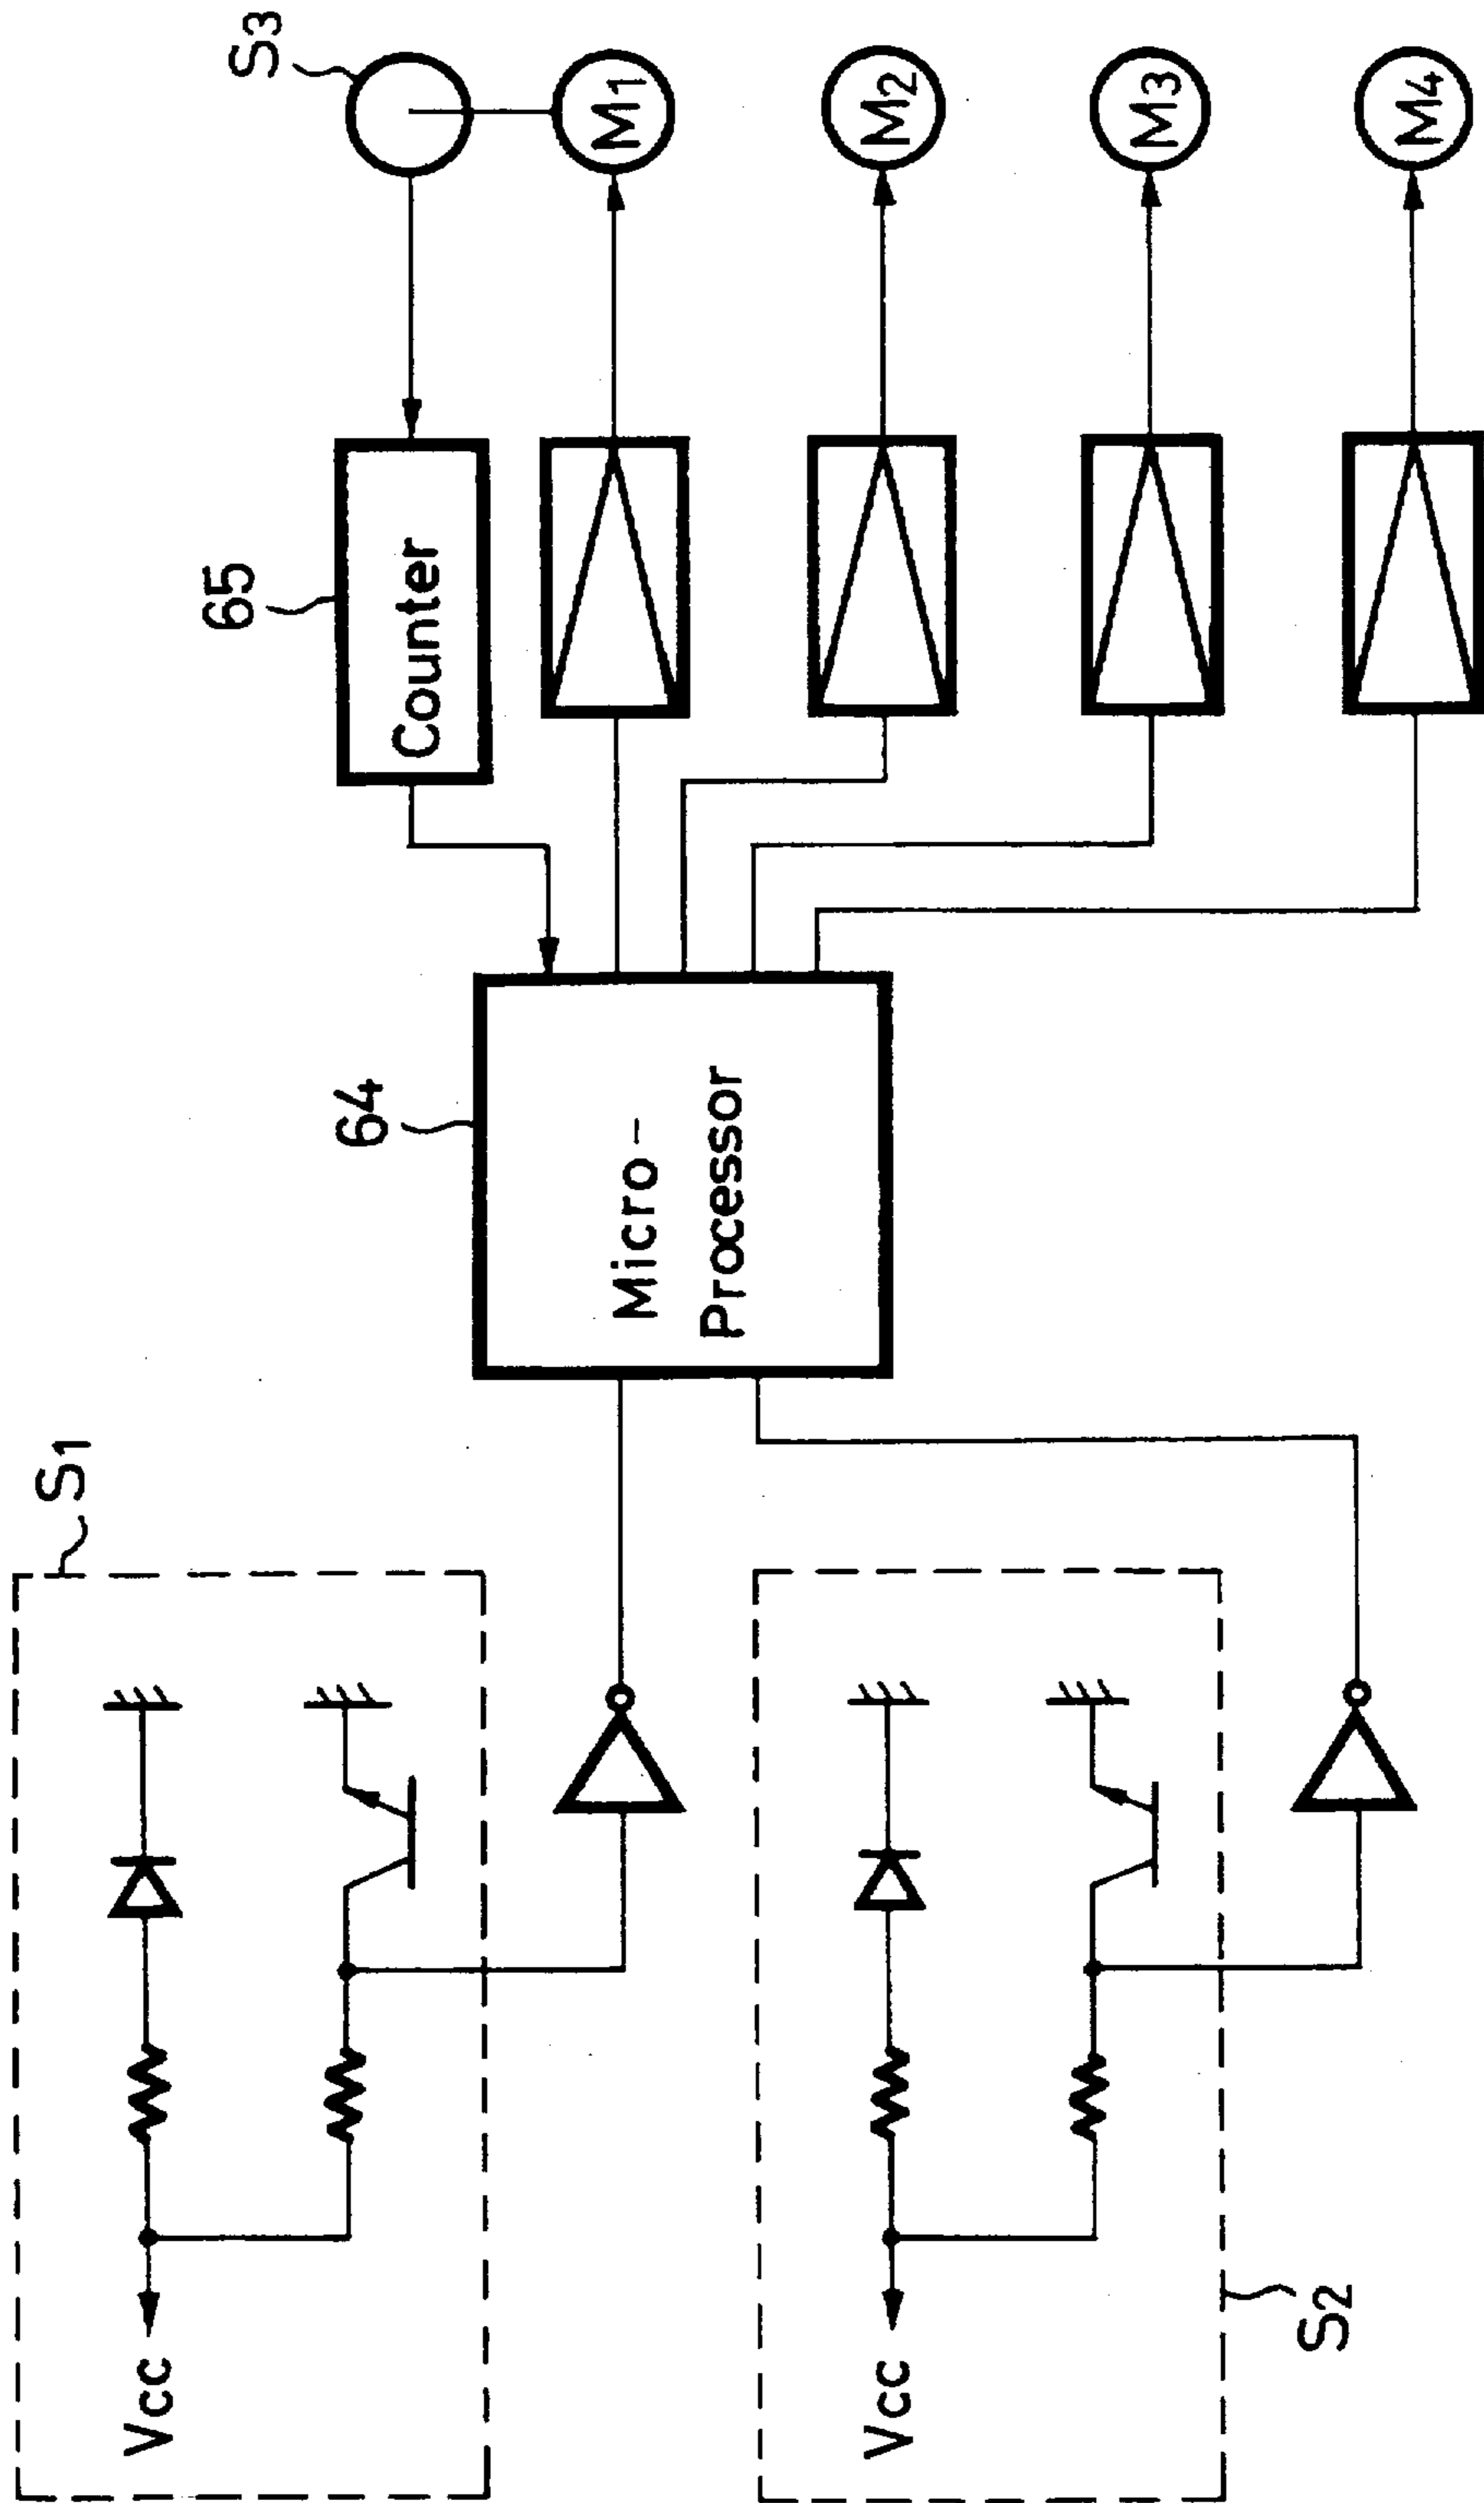 S1
Vcc
S2
Vcc
64
Micro-
Processor
65
Counter
S3
M1
M2
M3
M4